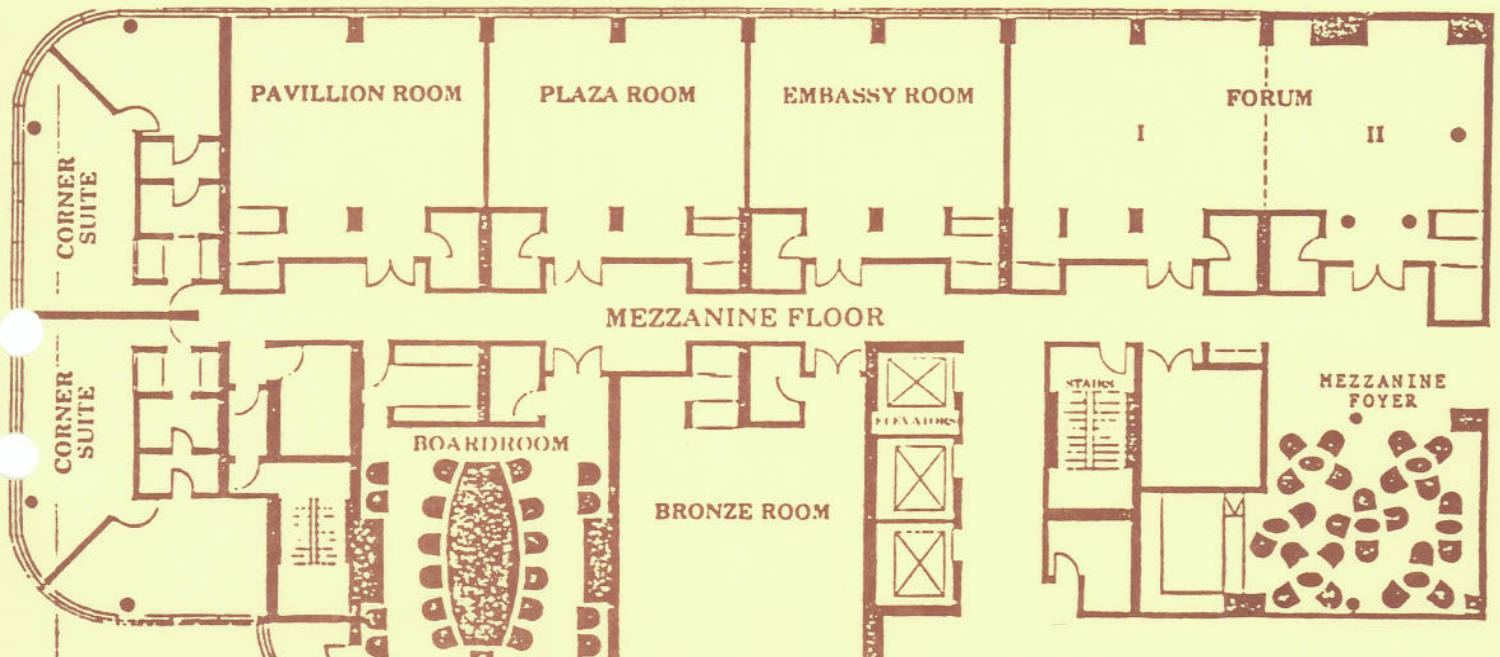 PAVILLION ROOM
PLAZA ROOM
EMBASSY ROOM
FORUM
I
II
CORNER
SUITE
MEZZANINE FLOOR
CORNER
SUITE
STAIRS
MEZZANINE
FOYER
ELEVATORS
BOARDROOM
BRONZE ROOM